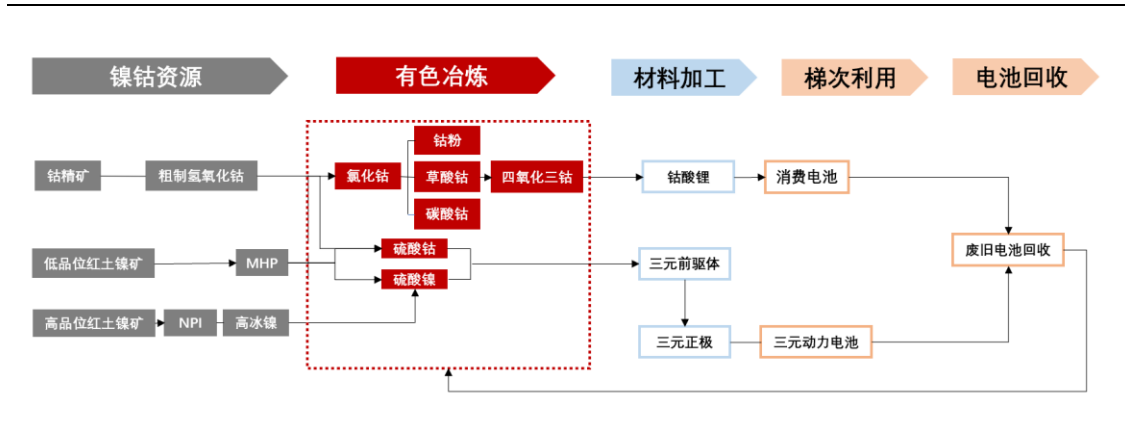 镍钴资源
有色冶炼
材料加工
梯次利用
电池回收
钴粉
钴精矿
粗制氢氧化钴
氯化钴
草酸钴
四氧化三钴
钴酸锂
消费电池
碳酸钴
硫酸钴
低品位红土镍矿
MHP
三元前驱体
废旧电池回收
硫酸镍
高品位红土镍矿
NPI
高冰镍
三元正极
三元动力电池